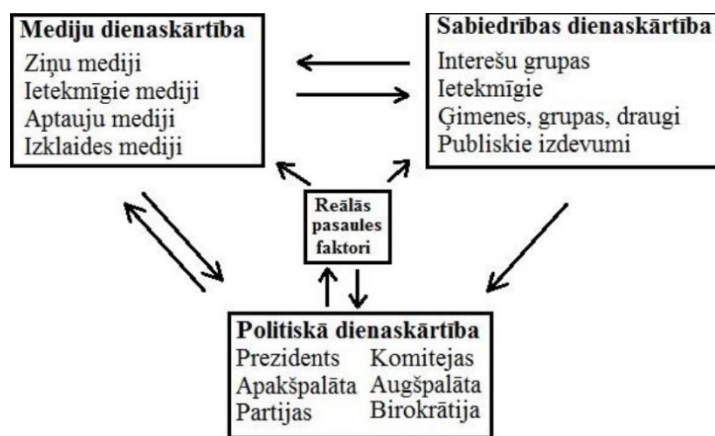 Mediju dienaskārtība
Ziņu mediji
Ietekmīgie mediji
Aptauju mediji
Izklaides mediji
Sabiedrības dienaskārtība
Interešu grupas
Ietekmīgie
Ģimenes, grupas, draugi
Publiskie izdevumi
Reālās
pasaules
faktori
Politiskā dienaskārtība
Prezidents Komitejas
Apakšpalāta Augšpalāta
Partijas Birokrātija